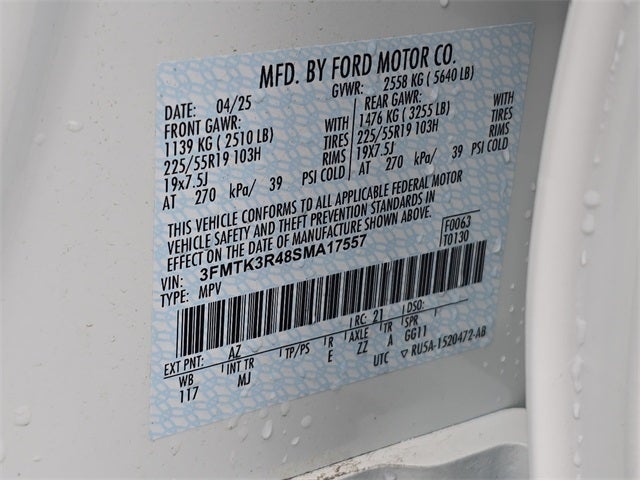 MFD. BY FORD MOTOR CO.
DATE: 04/25 GVWR: 2558 KG ( 5640 LB)
FRONT GAWR: REAR GAWR:
1139 KG ( 2510 LB) WITH 1476 KG ( 3255 LB) WITH
225/55R19 103H TIRES 225/55R19 103H TIRES
19x7.5J RIMS 19x7.5J RIMS
AT 270 kPa/ 39 PSI COLD AT 270 kPa/ 39 PSI COLD
THIS VEHICLE CONFORMS TO ALL APPLICABLE FEDERAL MOTOR
VEHICLE SAFETY AND THEFT PREVENTION STANDARDS IN
EFFECT ON THE DATE OF MANUFACTURE SHOWN ABOVE.
VIN: 3FMTK3R48SMA17557 F0063
TYPE: MPV T0130
EXT PNT: AZ RC: 21 DSO:
WB INT TR TP/PS R AXLE TR SPR
117 MJ E ZZ A GG11
UTC ▽ RU5A-1520472-AB